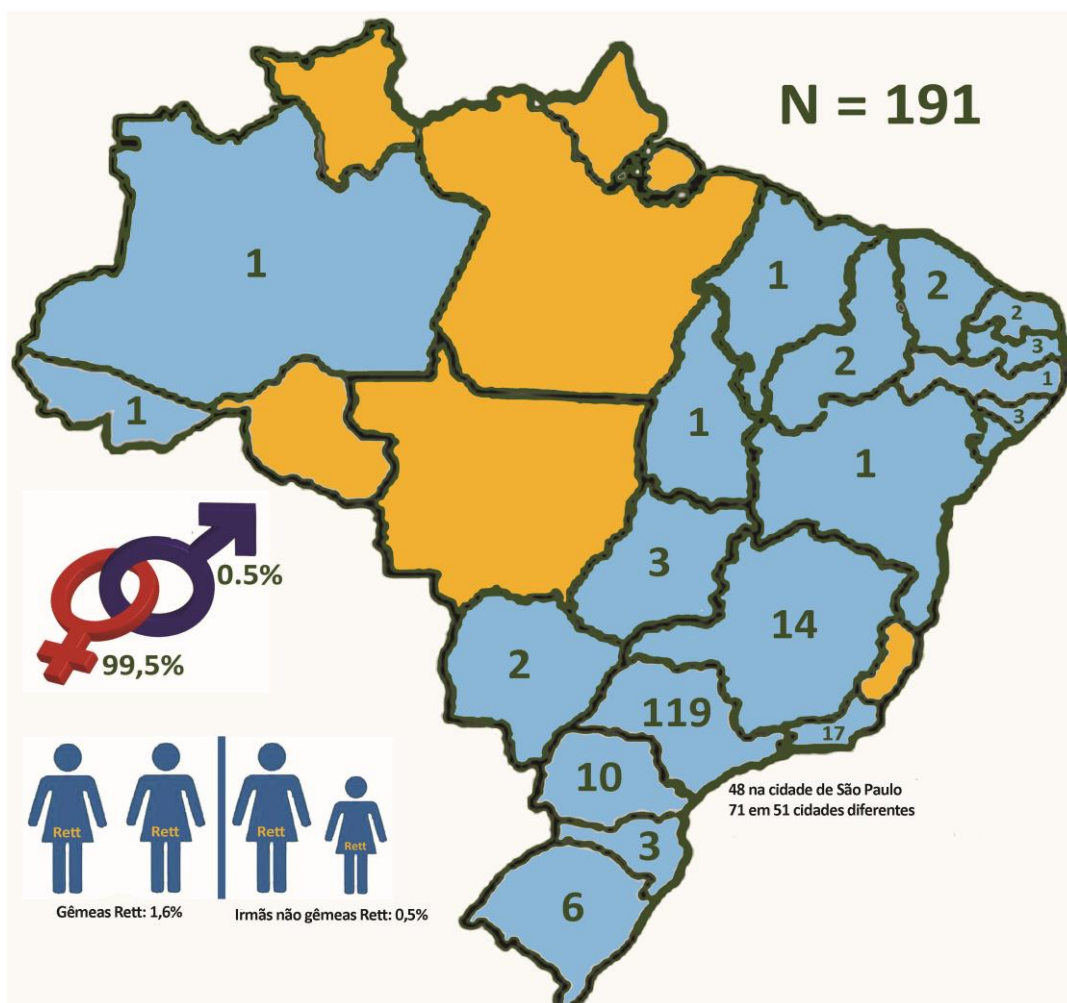 N = 191
1
1
2
2
3
1
3
2
1
1
1
1
3
14
2
119
17
10
3
6
0.5%
99,5%
48 na cidade de São Paulo
71 em 51 cidades diferentes
Rett
Rett
Rett
Rett
Gêmeas Rett: 1,6%
Irmãs não gêmeas Rett: 0,5%